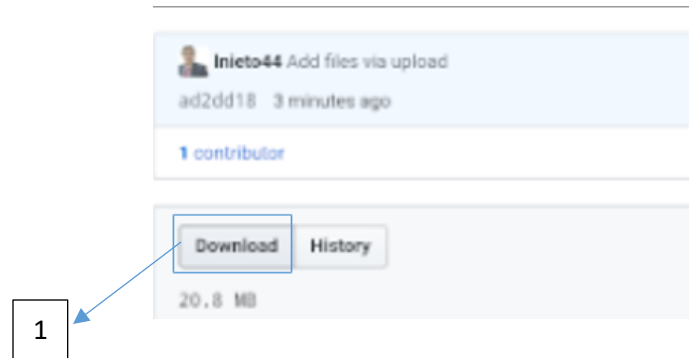 lnieto44 Add files via upload
ad2dd18 3 minutes ago
1 contributor
Download History
20.8 MB
1